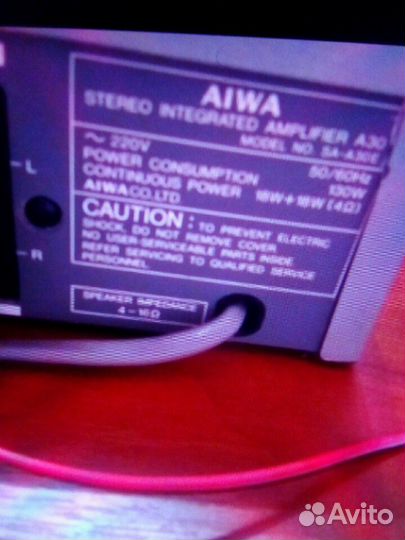 AIWA
STEREO INTEGRATED AMPLIFIER A30
MODEL NO. SA-A30E
~ 220V 50/60Hz
POWER CONSUMPTION 130W
CONTINUOUS POWER 18W+18W (4Ω)
AIWA CO.,LTD
CAUTION: TO PREVENT ELECTRIC
SHOCK, DO NOT REMOVE COVER.
NO USER-SERVICEABLE PARTS INSIDE
REFER SERVICING TO QUALIFIED SERVICE
PERSONNEL.
L
R
SPEAKER IMPEDANCE
4-16Ω
Avito